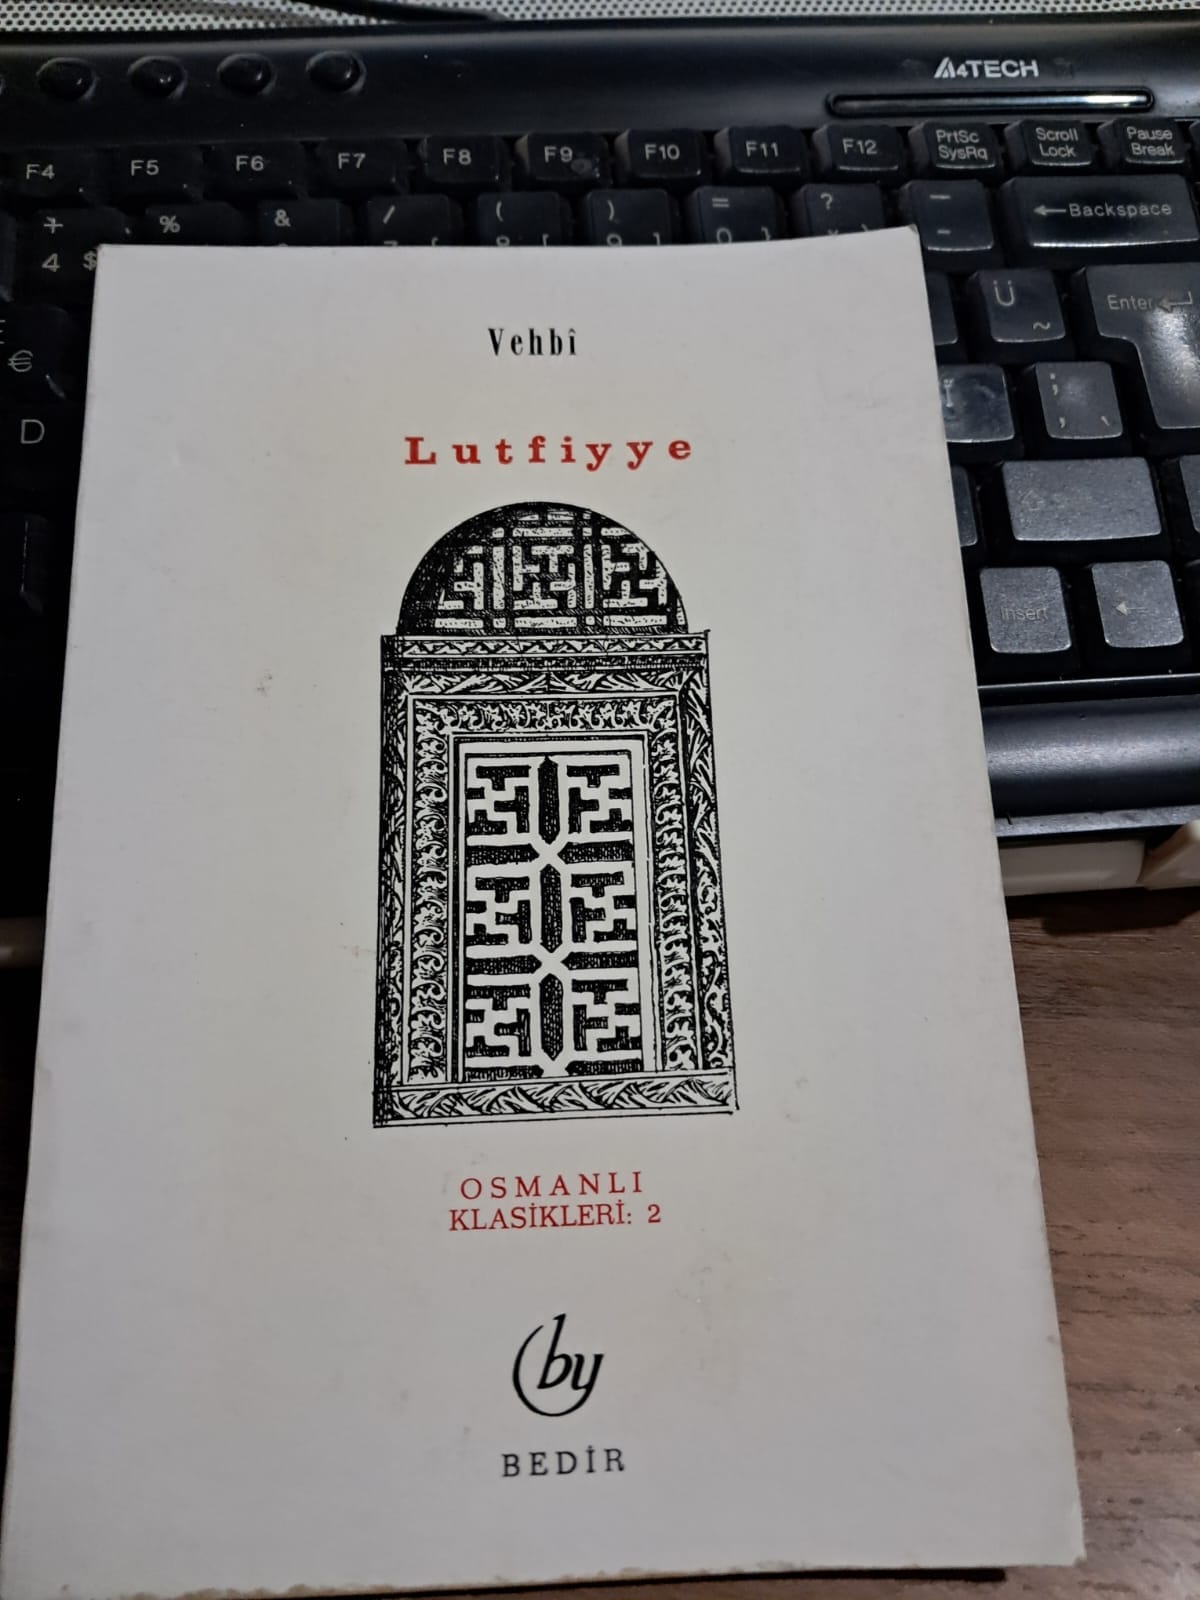 A4TECH
F4 F5 F6 F7 F8 F9 F10 F11 F12 PrtSc SysRq Scroll Lock Pause Break
+ % & / ( ) = ? - Backspace
4 $
Ü ~ Enter
€
D
; ,
Insert
Vehbî
Lutfiyye
OSMANLI
KLASİKLERİ: 2
by
BEDİR